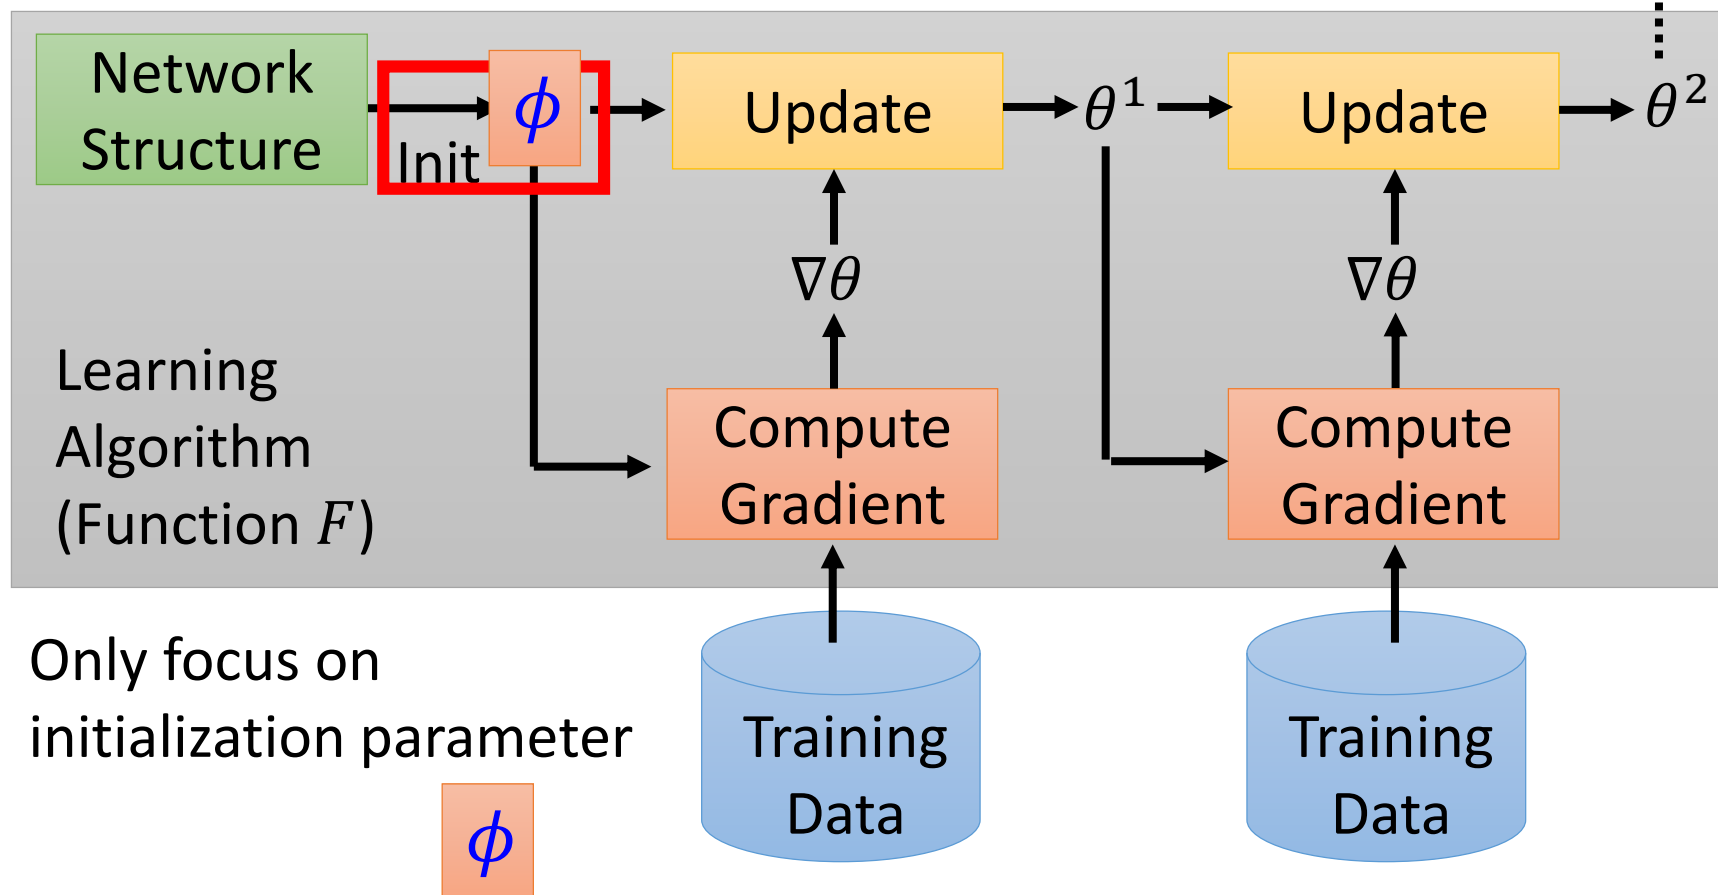 Network
Structure
Init
ϕ
Update
θ¹
Update
θ²
∇θ
∇θ
Learning
Algorithm
(Function F)
Compute
Gradient
Compute
Gradient
Only focus on
initialization parameter
ϕ
Training
Data
Training
Data